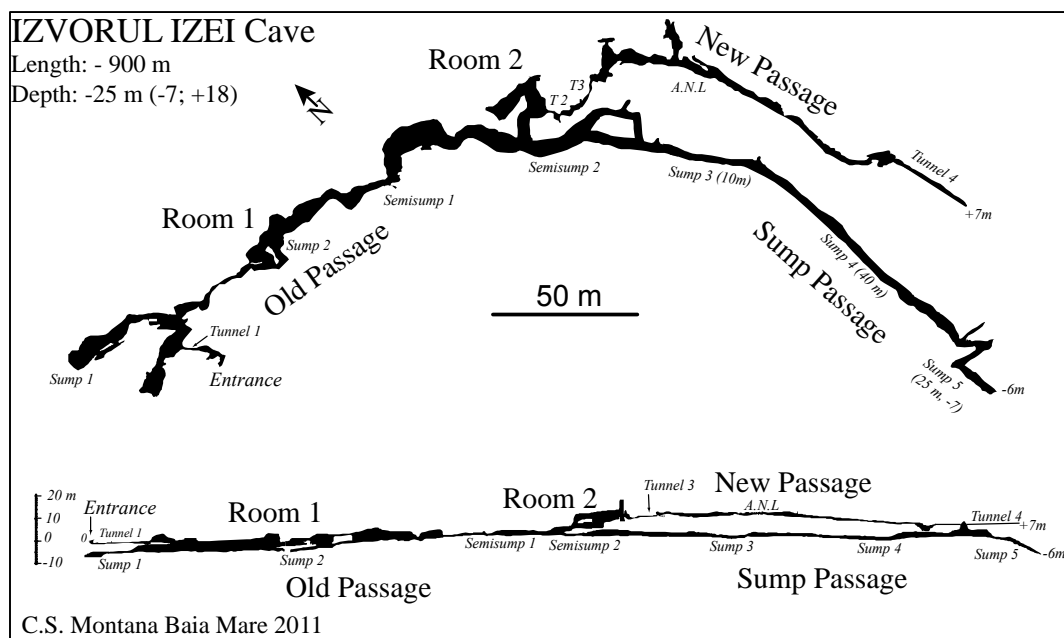 IZVORUL IZEI Cave
Length: - 900 m
Depth: -25 m (-7; +18)
N
Room 2
New Passage
T3
T 2
A.N.L
Tunnel 4
+7m
Semisump 2
Sump 3 (10m)
Semisump 1
Room 1
Sump 2
Old Passage
Sump 4 (40 m)
Sump Passage
50 m
Tunnel 1
Entrance
Sump 1
Sump 5
(25 m, -7)
-6m
20 m
10
0
-10
Entrance
0
Tunnel 1
Room 1
Room 2
Tunnel 3
New Passage
A.N.L
Tunnel 4
+7m
Sump 1
Sump 2
Semisump 1
Semisump 2
Sump 3
Sump 4
Sump 5
-6m
Old Passage
Sump Passage
C.S. Montana Baia Mare 2011